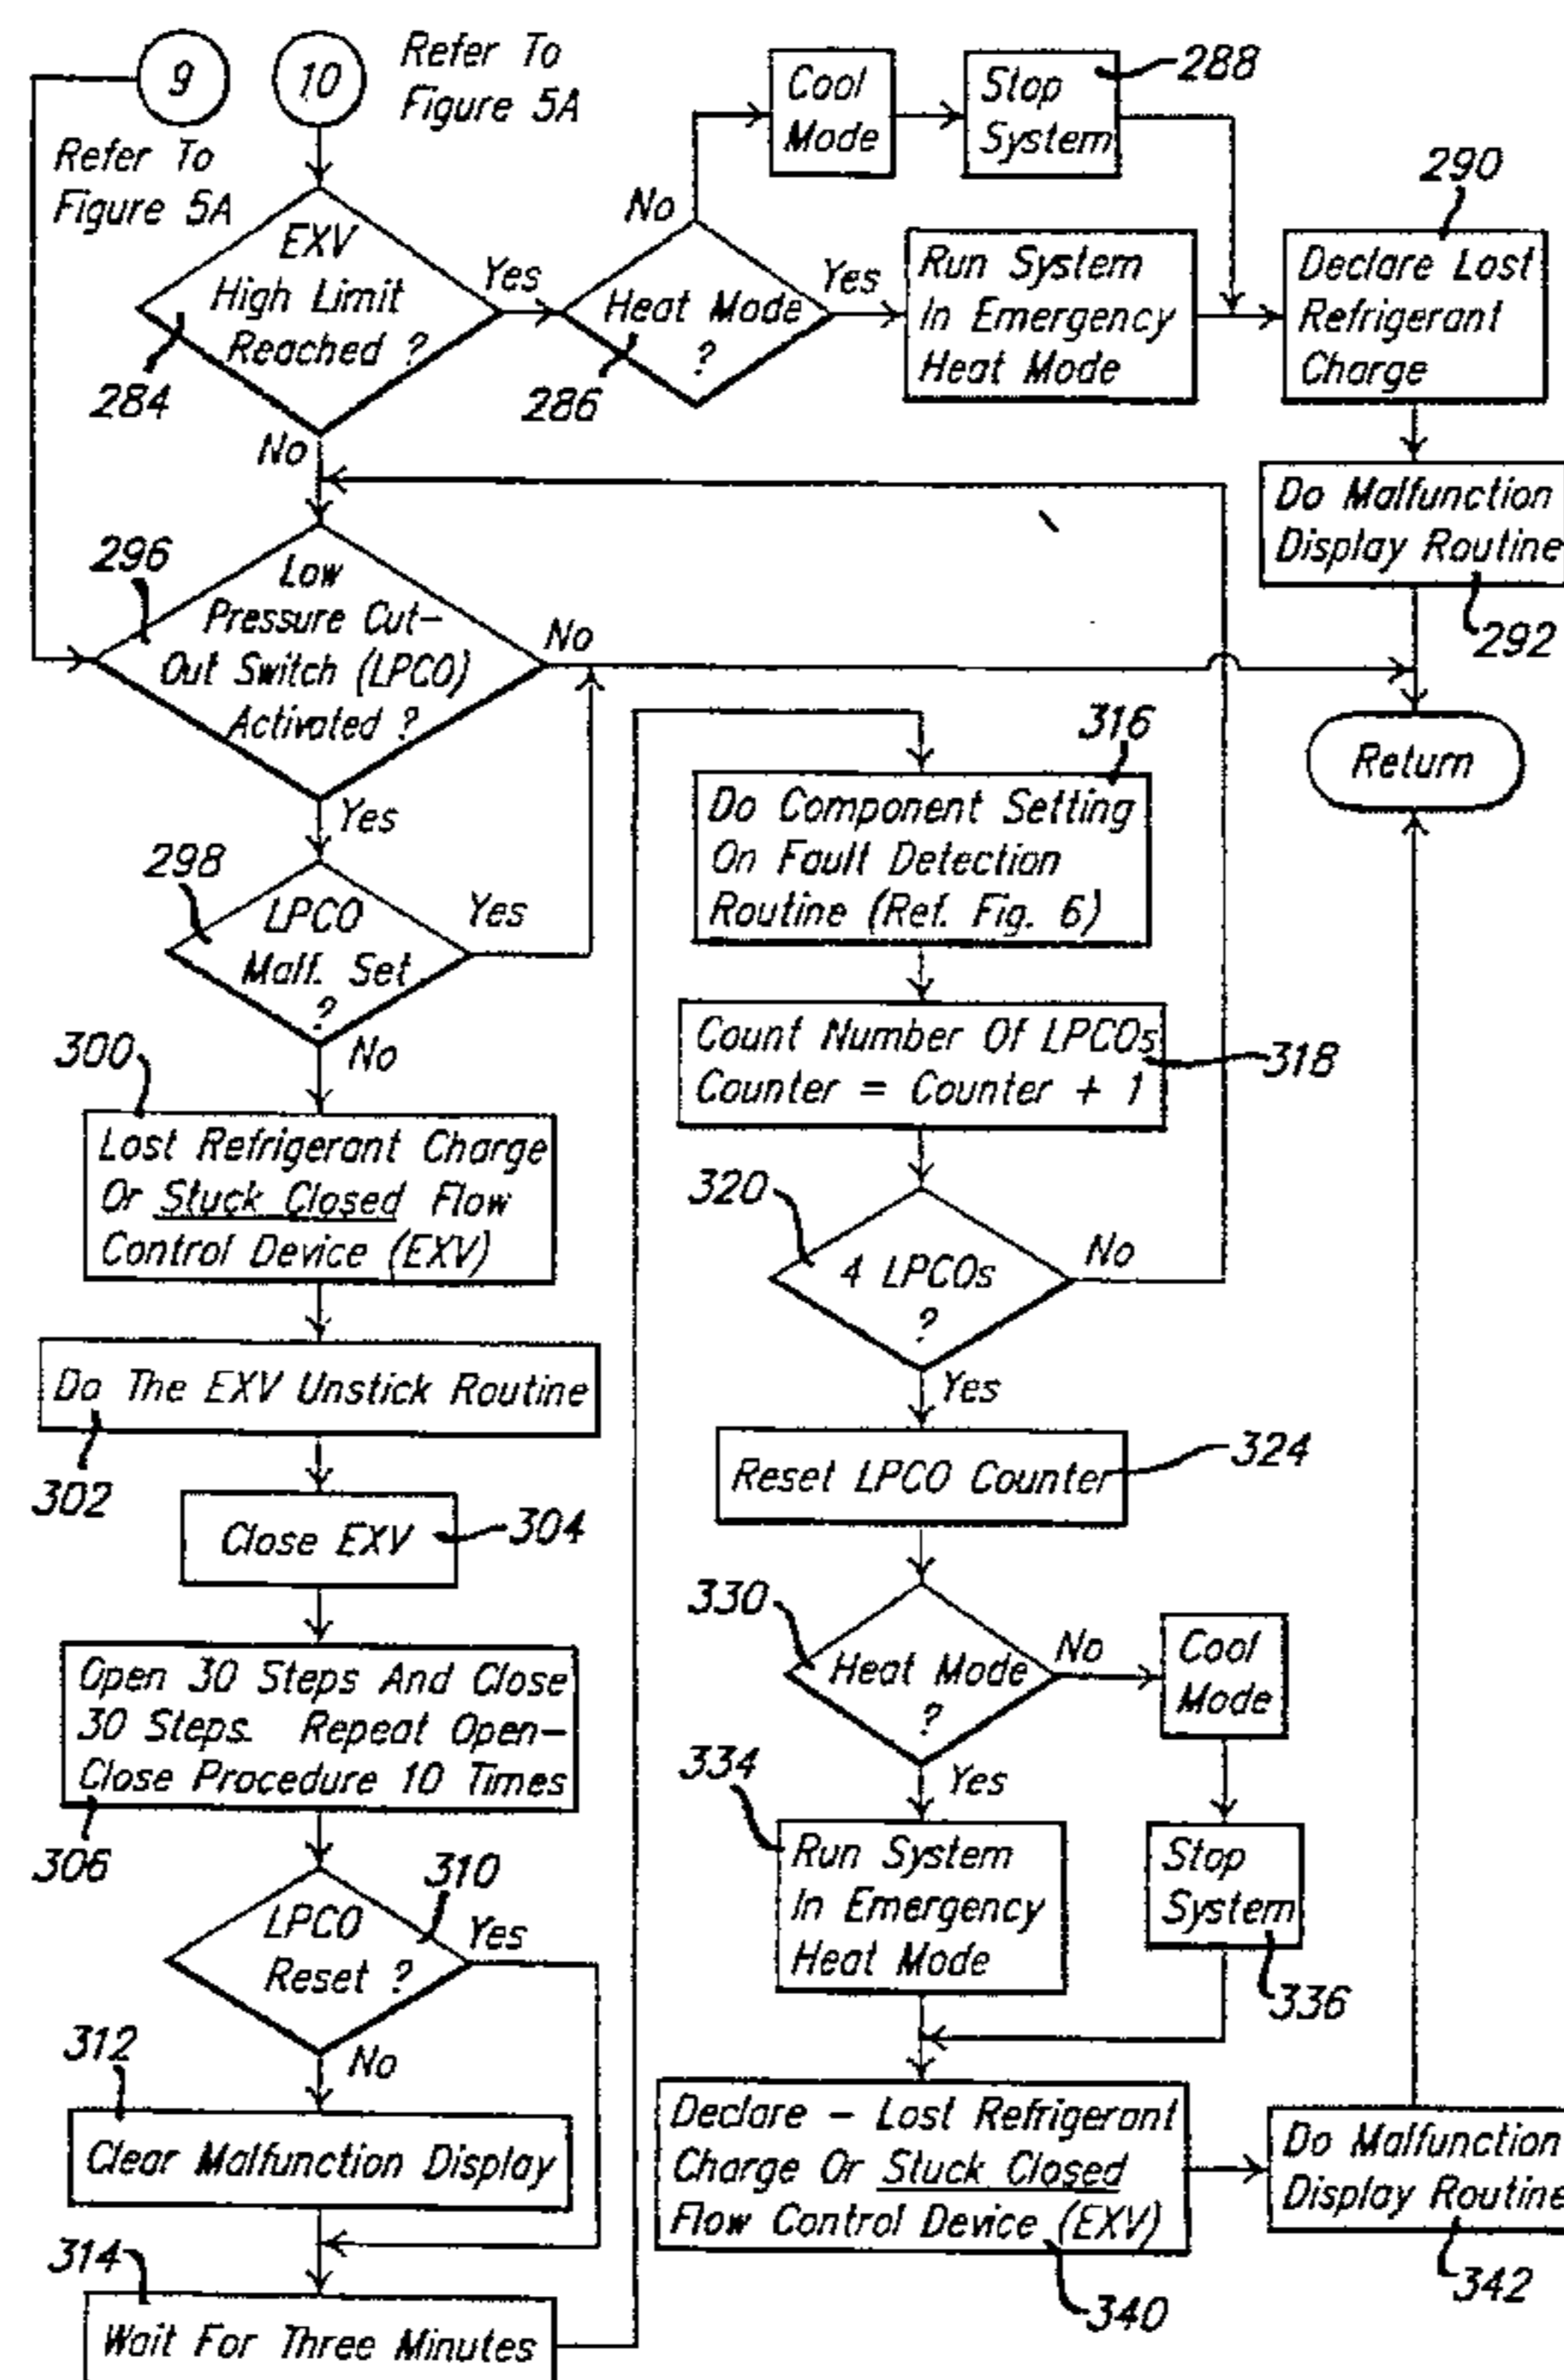 9
10
Refer To
Figure 5A
Refer To
Figure 5A
Cool
Mode
Stop
System
288
EXV
High Limit
Reached ?
284
Yes
No
Heat Mode
?
286
No
Yes
Run System
In Emergency
Heat Mode
290
Declare Lost
Refrigerant
Charge
Do Malfunction
Display Routine
292
Return
296
Low
Pressure Cut-
Out Switch (LPCO)
Activated ?
No
Yes
298
LPCO
Malf. Set
?
Yes
No
300
Lost Refrigerant Charge
Or Stuck Closed Flow
Control Device (EXV)
Do The EXV Unstick Routine
302
Close EXV
304
Open 30 Steps And Close
30 Steps. Repeat Open-
Close Procedure 10 Times
306
310
LPCO
Reset ?
Yes
No
312
Clear Malfunction Display
314
Wait For Three Minutes
316
Do Component Setting
On Fault Detection
Routine (Ref. Fig. 6)
Count Number Of LPCOs
Counter = Counter + 1
318
320
4 LPCOs
?
No
Yes
Reset LPCO Counter
324
330
Heat Mode
?
No
Yes
Cool
Mode
334
Run System
In Emergency
Heat Mode
Stop
System
336
Declare - Lost Refrigerant
Charge Or Stuck Closed
Flow Control Device (EXV)
340
Do Malfunction
Display Routine
342